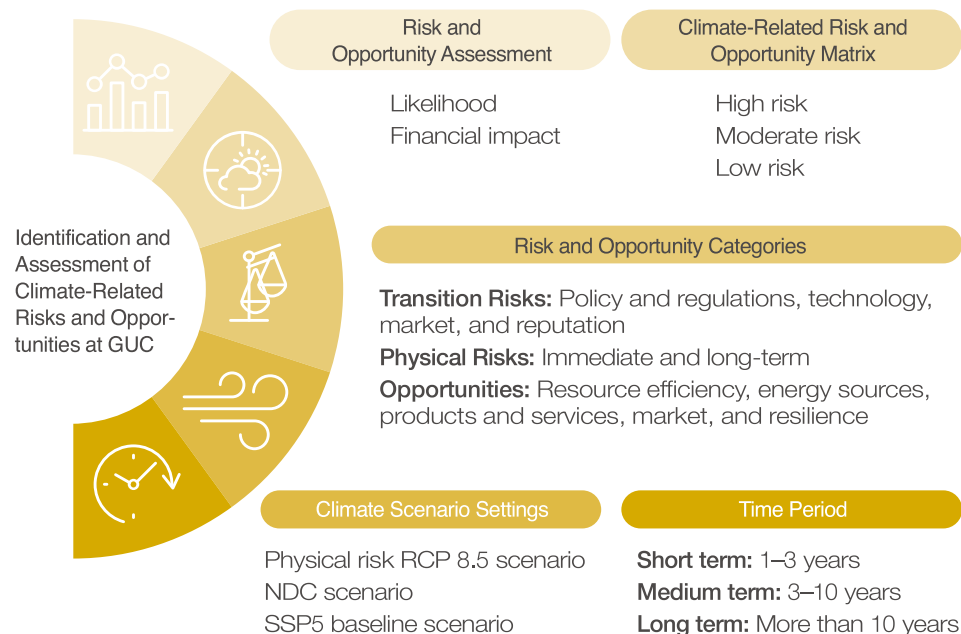 Identification and
Assessment of
Climate-Related
Risks and Oppor-
tunities at GUC
Risk and
Opportunity Assessment
Likelihood
Financial impact
Climate-Related Risk and
Opportunity Matrix
High risk
Moderate risk
Low risk
Risk and Opportunity Categories
Transition Risks: Policy and regulations, technology,
market, and reputation
Physical Risks: Immediate and long-term
Opportunities: Resource efficiency, energy sources,
products and services, market, and resilience
Climate Scenario Settings
Physical risk RCP 8.5 scenario
NDC scenario
SSP5 baseline scenario
Time Period
Short term: 1–3 years
Medium term: 3–10 years
Long term: More than 10 years